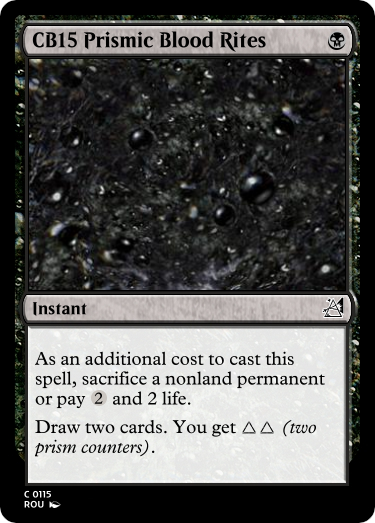 CB15 Prismic Blood Rites
Instant
As an additional cost to cast this
spell, sacrifice a nonland permanent
or pay 2 and 2 life.
Draw two cards. You get △△ (two
prism counters).
C 0115
ROU